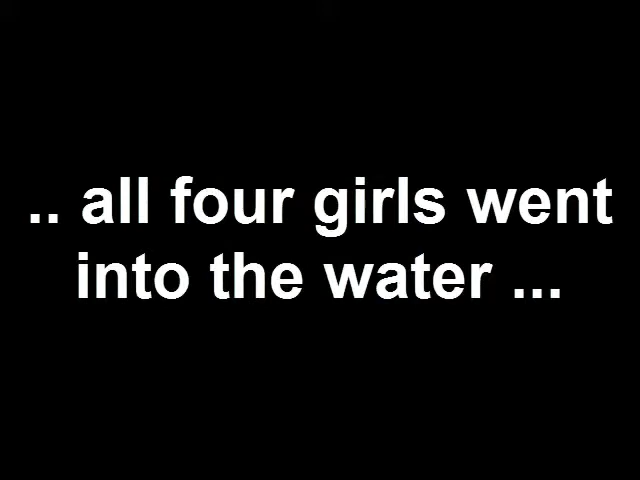 .. all four girls went
into the water ...